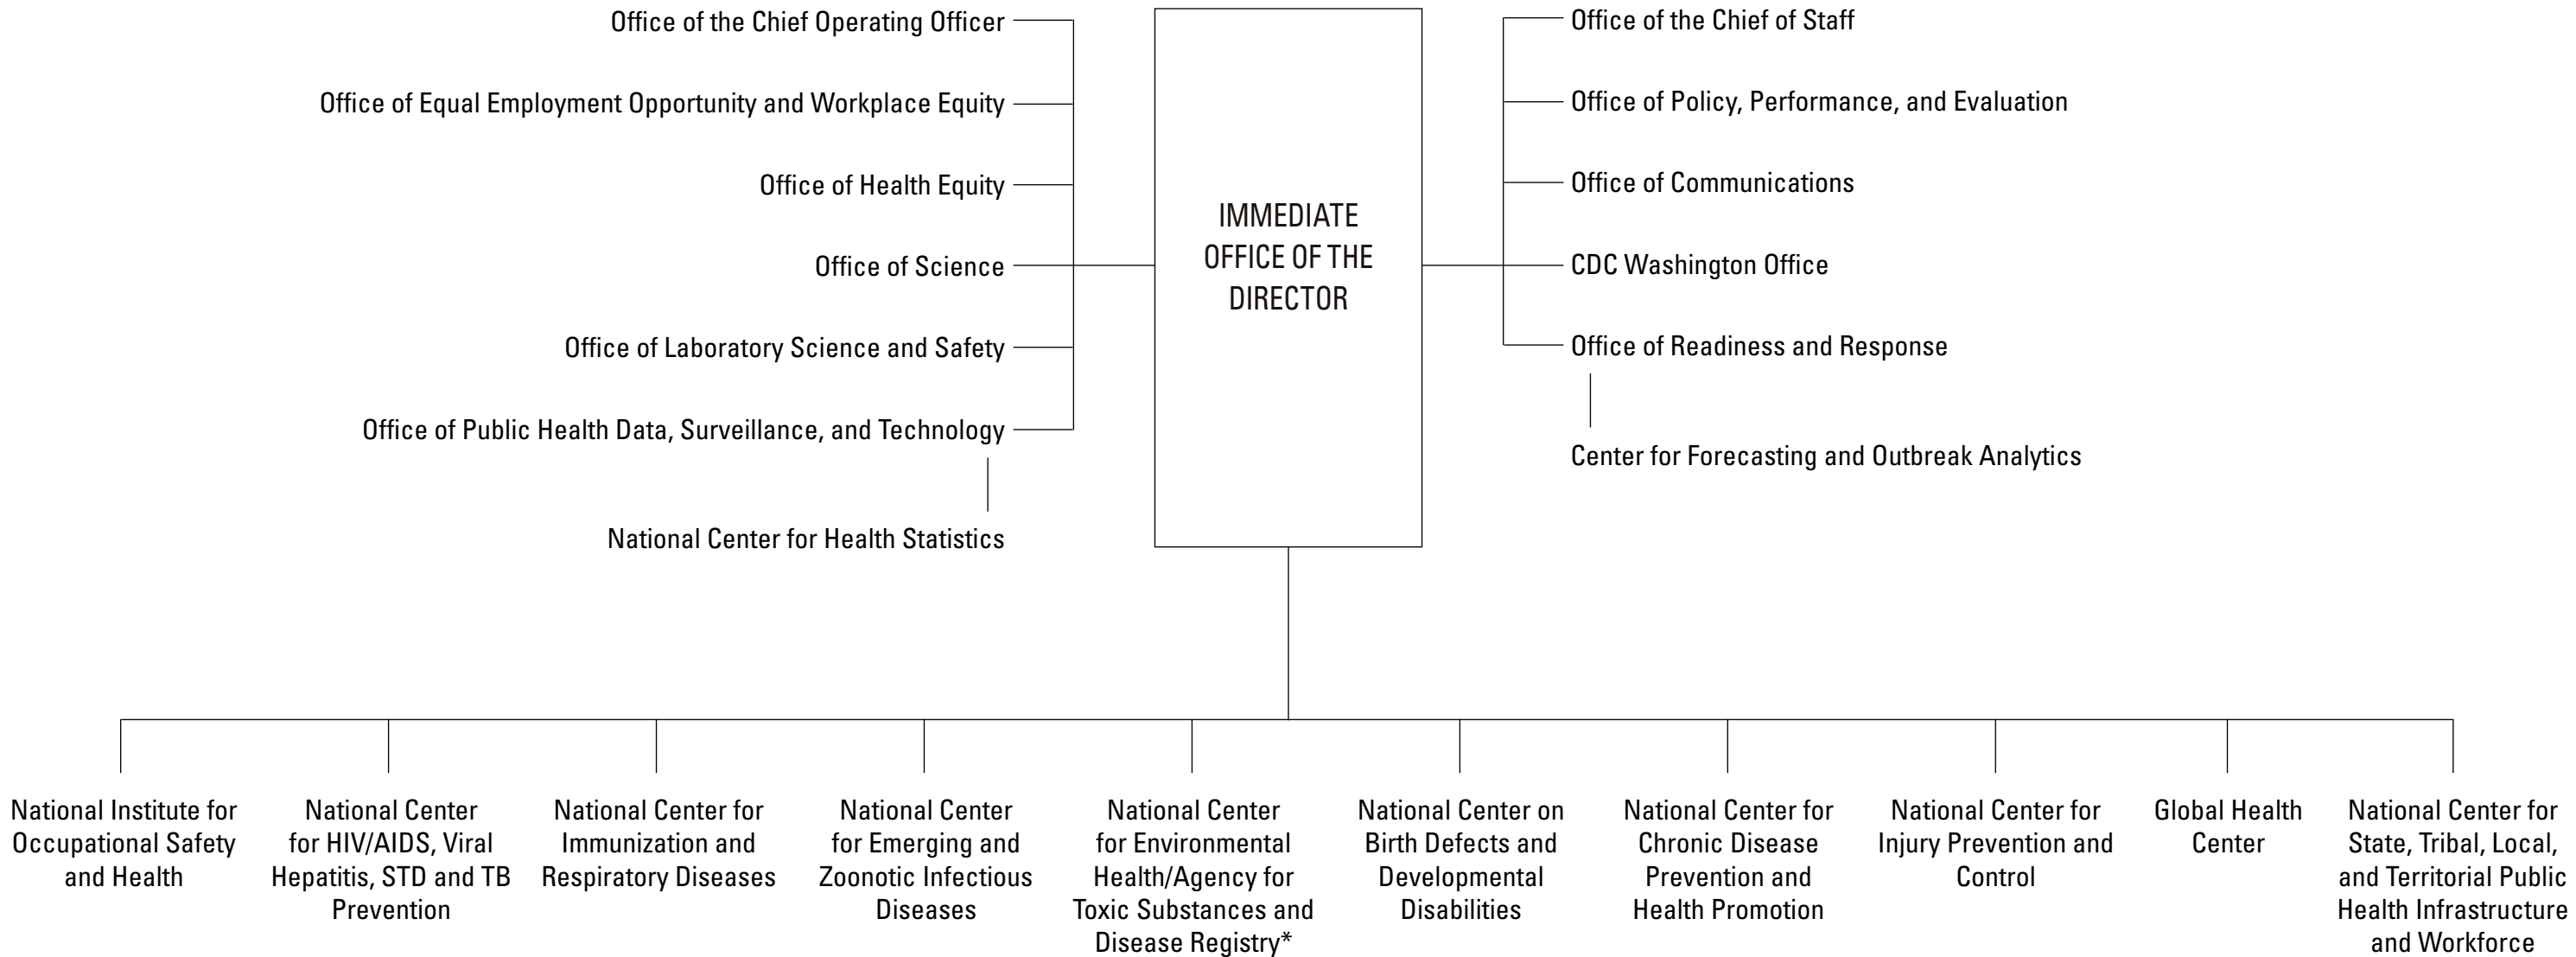 Office of the Chief Operating Officer
Office of Equal Employment Opportunity and Workplace Equity
Office of Health Equity
Office of Science
Office of Laboratory Science and Safety
Office of Public Health Data, Surveillance, and Technology
National Center for Health Statistics
IMMEDIATE
OFFICE OF THE
DIRECTOR
Office of the Chief of Staff
Office of Policy, Performance, and Evaluation
Office of Communications
CDC Washington Office
Office of Readiness and Response
Center for Forecasting and Outbreak Analytics
National Institute for
Occupational Safety
and Health
National Center
for HIV/AIDS, Viral
Hepatitis, STD and TB
Prevention
National Center for
Immunization and
Respiratory Diseases
National Center
for Emerging and
Zoonotic Infectious
Diseases
National Center
for Environmental
Health/Agency for
Toxic Substances and
Disease Registry*
National Center on
Birth Defects and
Developmental
Disabilities
National Center for
Chronic Disease
Prevention and
Health Promotion
National Center for
Injury Prevention and
Control
Global Health
Center
National Center for
State, Tribal, Local,
and Territorial Public
Health Infrastructure
and Workforce